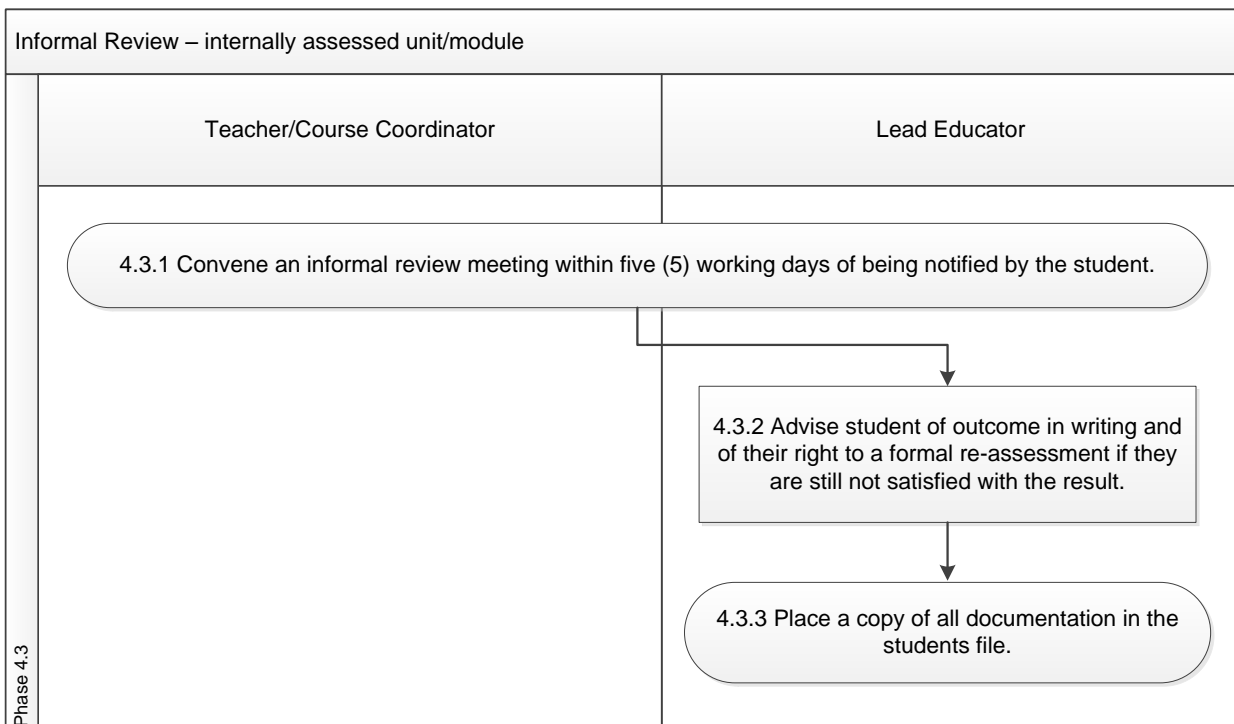 Informal Review – internally assessed unit/module
Teacher/Course Coordinator
Lead Educator
4.3.1 Convene an informal review meeting within five (5) working days of being notified by the student.
4.3.2 Advise student of outcome in writing and
of their right to a formal re-assessment if they
are still not satisfied with the result.
4.3.3 Place a copy of all documentation in the
students file.
Phase 4.3